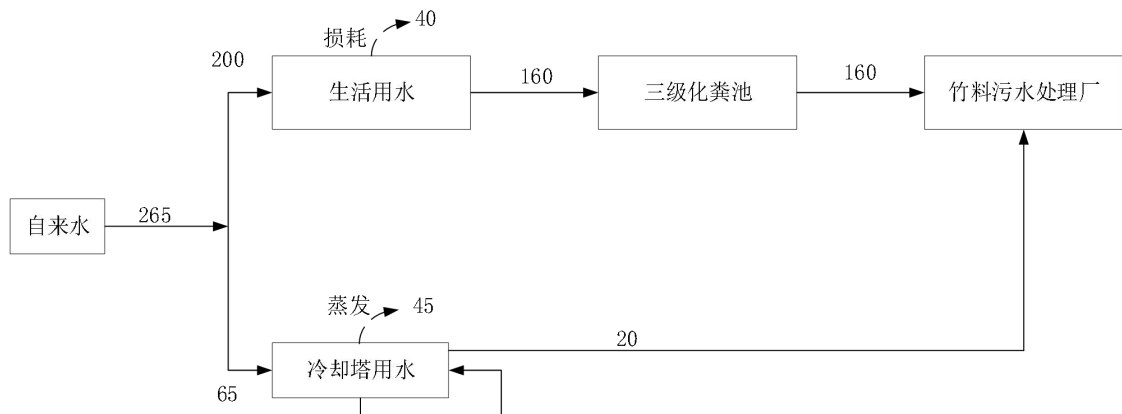 损耗
40
200
生活用水
160
三级化粪池
160
竹料污水处理厂
自来水
265
蒸发
45
冷却塔用水
20
65